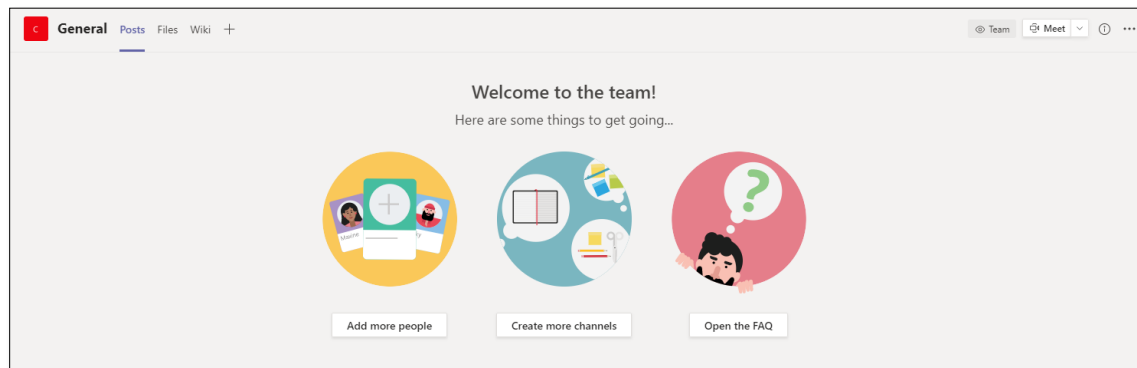 C General Posts Files Wiki +
Team Meet
Welcome to the team!
Here are some things to get going...
Maxine
Add more people Create more channels Open the FAQ